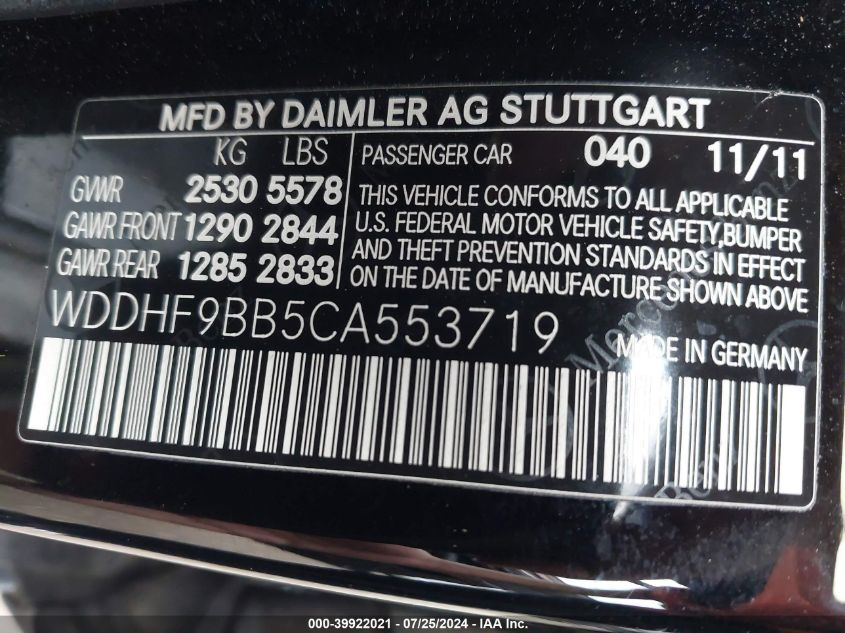 MFD BY DAIMLER AG STUTTGART
KG LBS
GVWR 2530 5578
GAWR FRONT 1290 2844
GAWR REAR 1285 2833
PASSENGER CAR 040 11/11
THIS VEHICLE CONFORMS TO ALL APPLICABLE
U.S. FEDERAL MOTOR VEHICLE SAFETY,BUMPER
AND THEFT PREVENTION STANDARDS IN EFFECT
ON THE DATE OF MANUFACTURE SHOWN ABOVE
WDDHF9BB5CA553719
MADE IN GERMANY
000-39922021 - 07/25/2024 - IAA Inc.